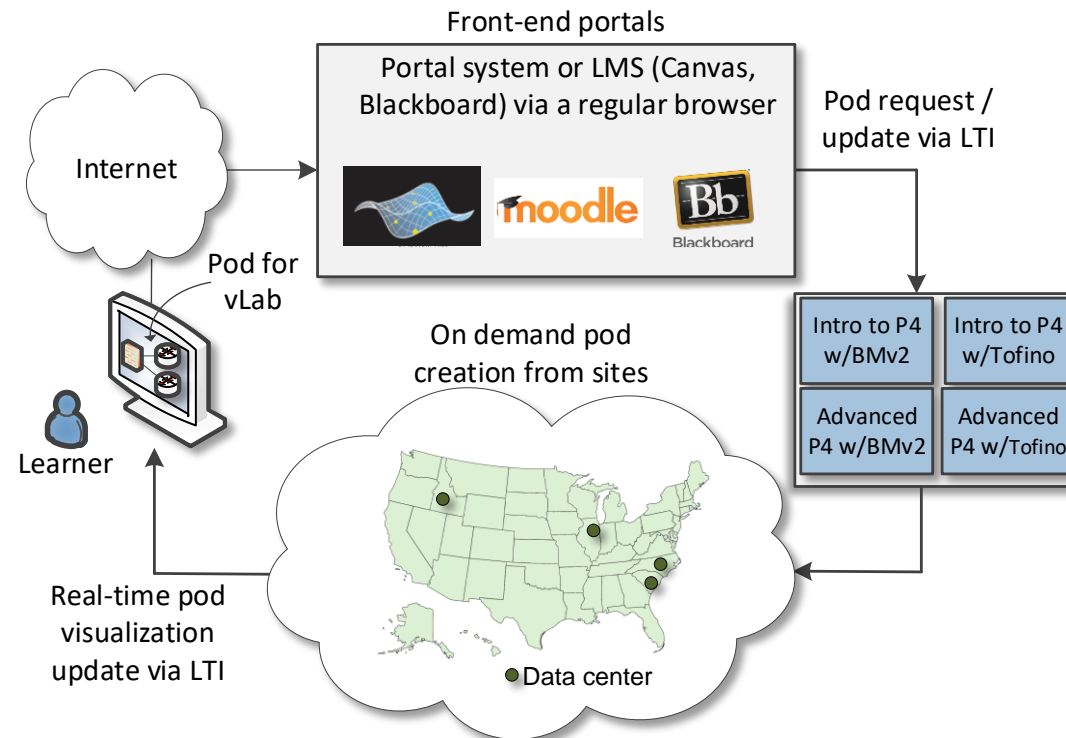 Front-end portals
Portal system or LMS (Canvas,
Blackboard) via a regular browser
moodle
Bb
Blackboard
Internet
Pod request /
update via LTI
Pod for
vLab
Learner
Intro to P4
w/BMv2
Intro to P4
w/Tofino
Advanced
P4 w/BMv2
Advanced
P4 w/Tofino
On demand pod
creation from sites
Data center
Real-time pod
visualization
update via LTI